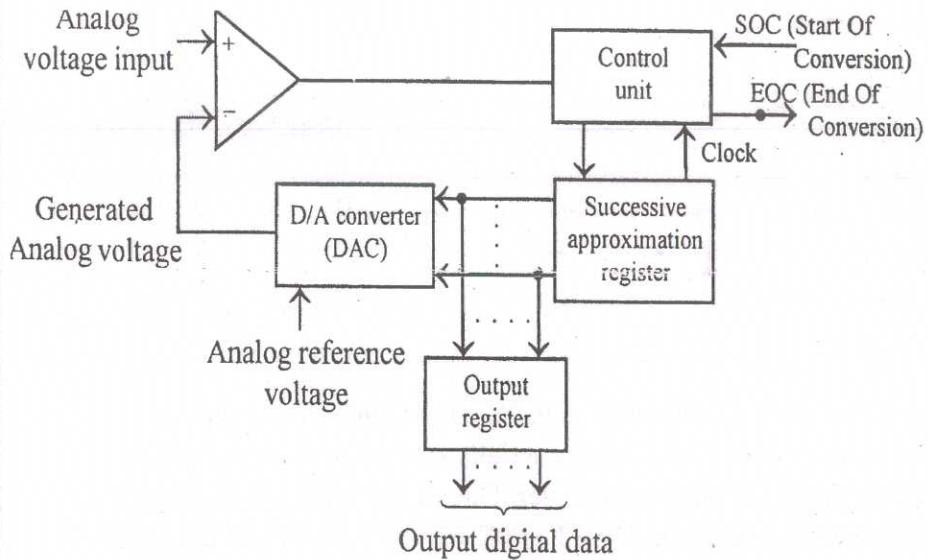 Analog
voltage input
+
−
Control
unit
SOC (Start Of
Conversion)
EOC (End Of
Conversion)
Clock
Generated
Analog voltage
D/A converter
(DAC)
Successive
approximation
register
Analog reference
voltage
Output
register
Output digital data